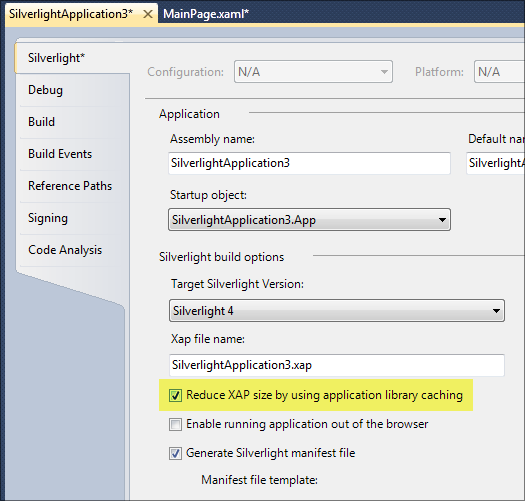 SilverlightApplication3* MainPage.xaml*
Silverlight*
Configuration: N/A Platform: N/A
Debug
Application
Build
Assembly name: Default nar
Build Events
SilverlightApplication3 SilverlightA
Reference Paths
Startup object:
Signing
SilverlightApplication3.App
Code Analysis
Silverlight build options
Target Silverlight Version:
Silverlight 4
Xap file name:
SilverlightApplication3.xap
Reduce XAP size by using application library caching
Enable running application out of the browser
Generate Silverlight manifest file
Manifest file template: